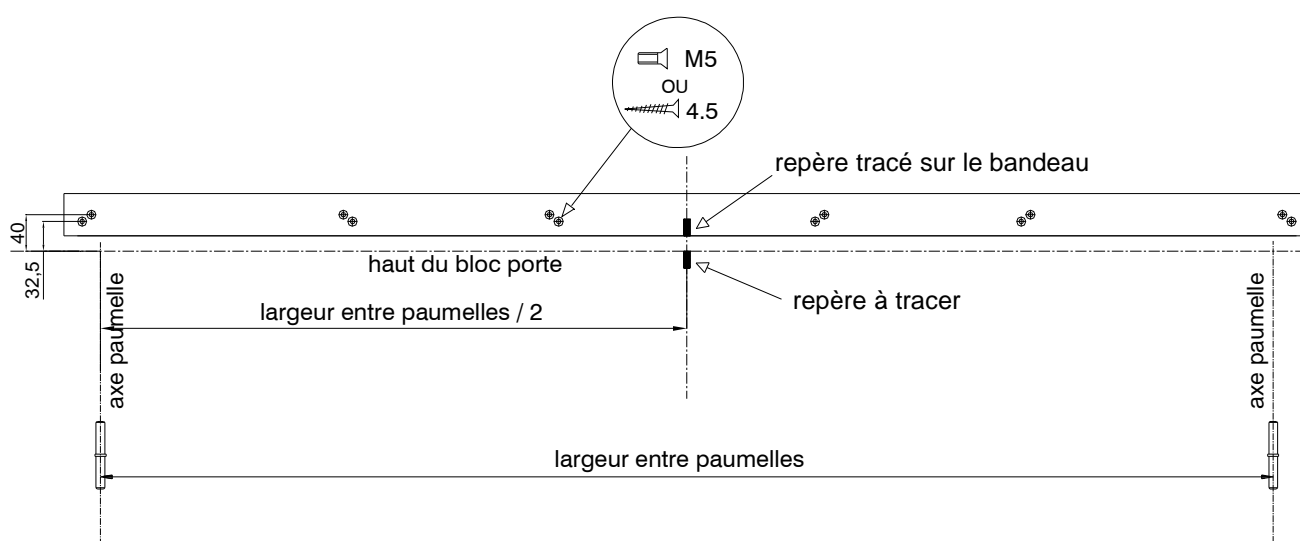 M5
OU
4.5
repère tracé sur le bandeau
40
32,5
haut du bloc porte
repère à tracer
largeur entre paumelles / 2
axe paumelle
axe paumelle
largeur entre paumelles